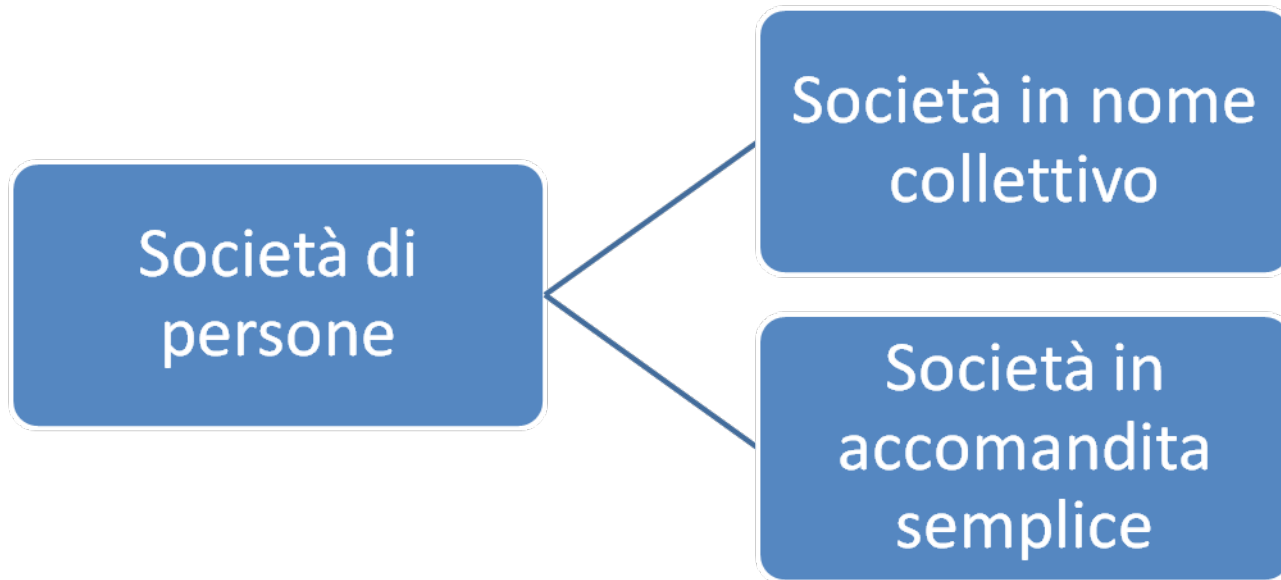 Società di
persone
Società in nome
collettivo
Società in
accomandita
semplice